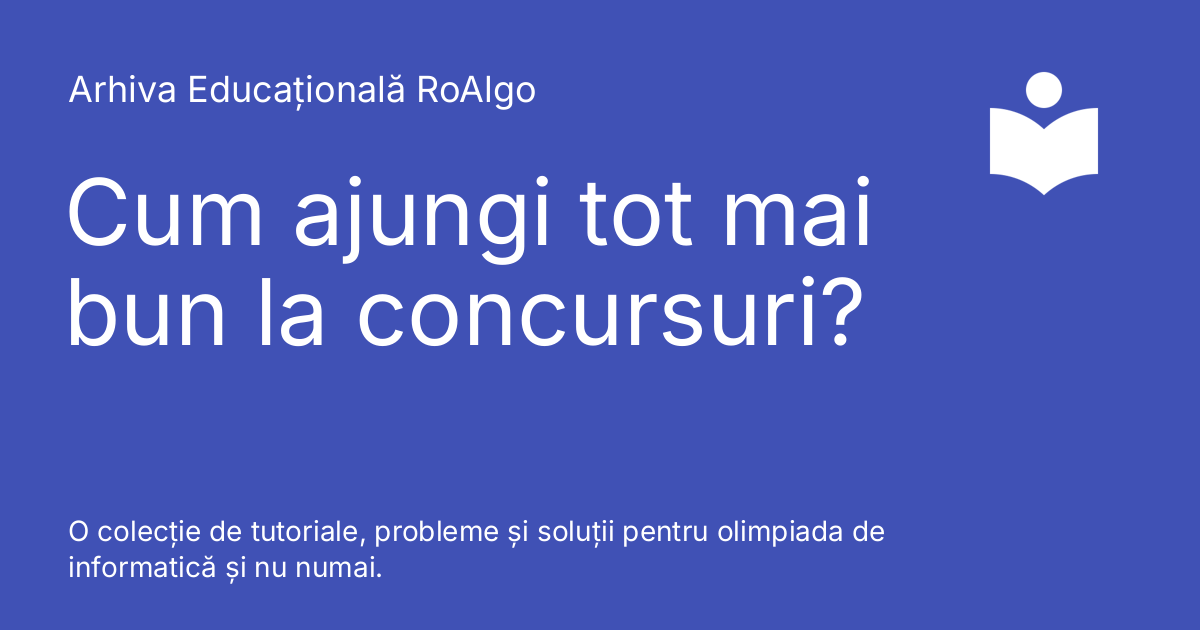 Arhiva Educațională RoAlgo
Cum ajungi tot mai
bun la concursuri?
O colecție de tutoriale, probleme și soluții pentru olimpiada de
informatică și nu numai.